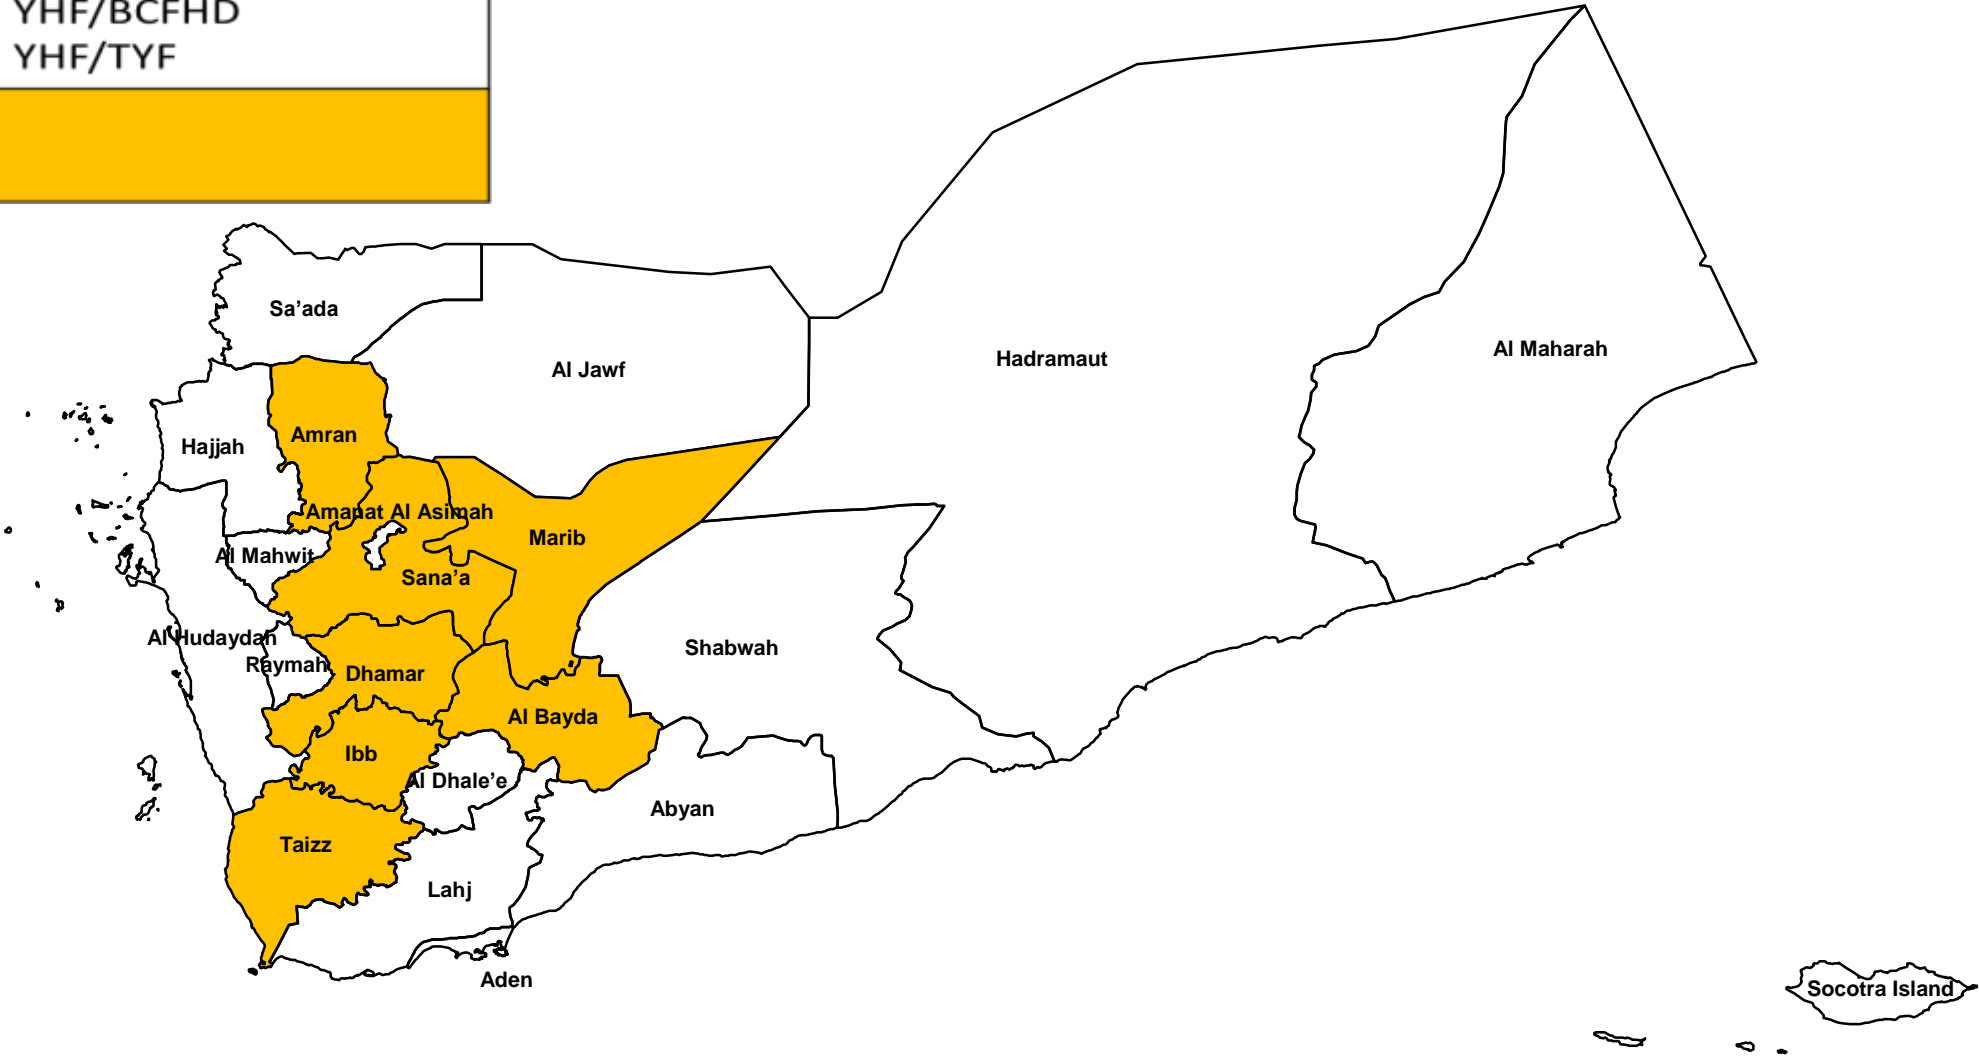 YHF/BCFHD
YHF/TYF
Sa’ada
Al Jawf
Hadramaut
Al Maharah
Hajjah
Amran
Amanat Al Asimah
Marib
Al Mahwit
Sana’a
Al Hudaydah
Raymah
Dhamar
Shabwah
Al Bayda
Ibb
Al Dhale’e
Abyan
Taizz
Lahj
Aden
Socotra Island